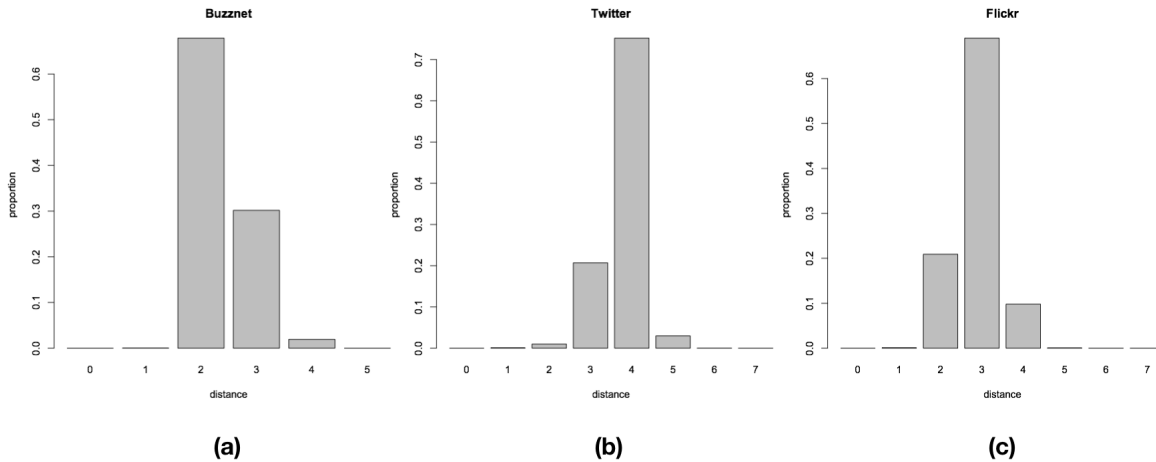 Buzznet
proportion
0.0 0.1 0.2 0.3 0.4 0.5 0.6
0 1 2 3 4 5
distance
(a)
Twitter
proportion
0.0 0.1 0.2 0.3 0.4 0.5 0.6 0.7
0 1 2 3 4 5 6 7
distance
(b)
Flickr
proportion
0.0 0.1 0.2 0.3 0.4 0.5 0.6
0 1 2 3 4 5 6 7
distance
(c)